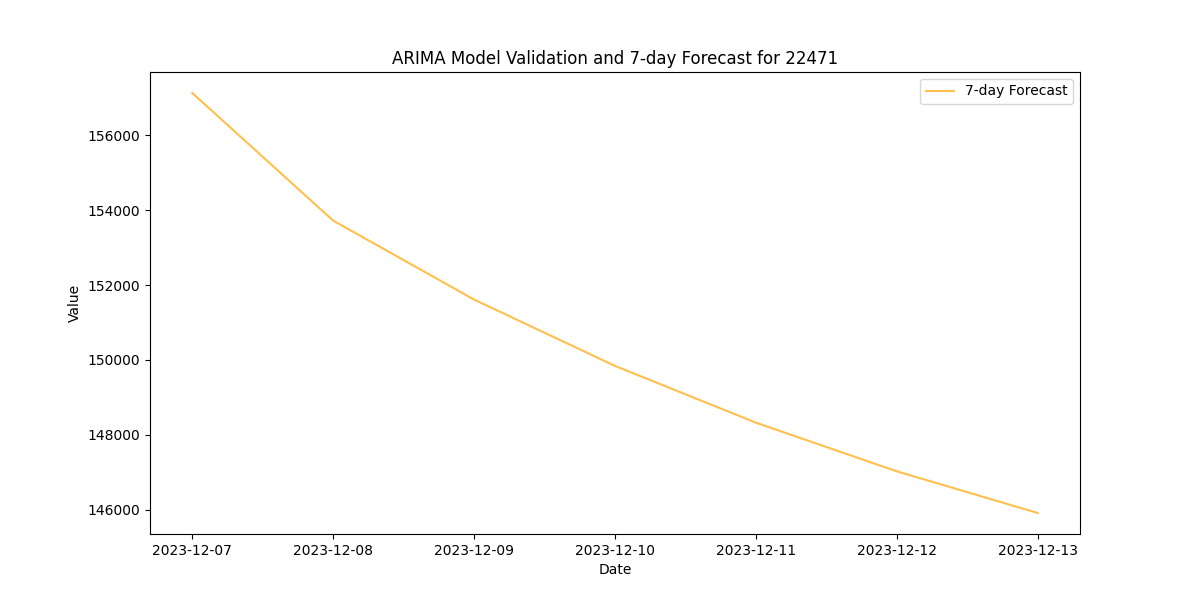 ARIMA Model Validation and 7-day Forecast for 22471
7-day Forecast
156000
154000
152000
150000
148000
146000
Value
2023-12-07 2023-12-08 2023-12-09 2023-12-10 2023-12-11 2023-12-12 2023-12-13
Date